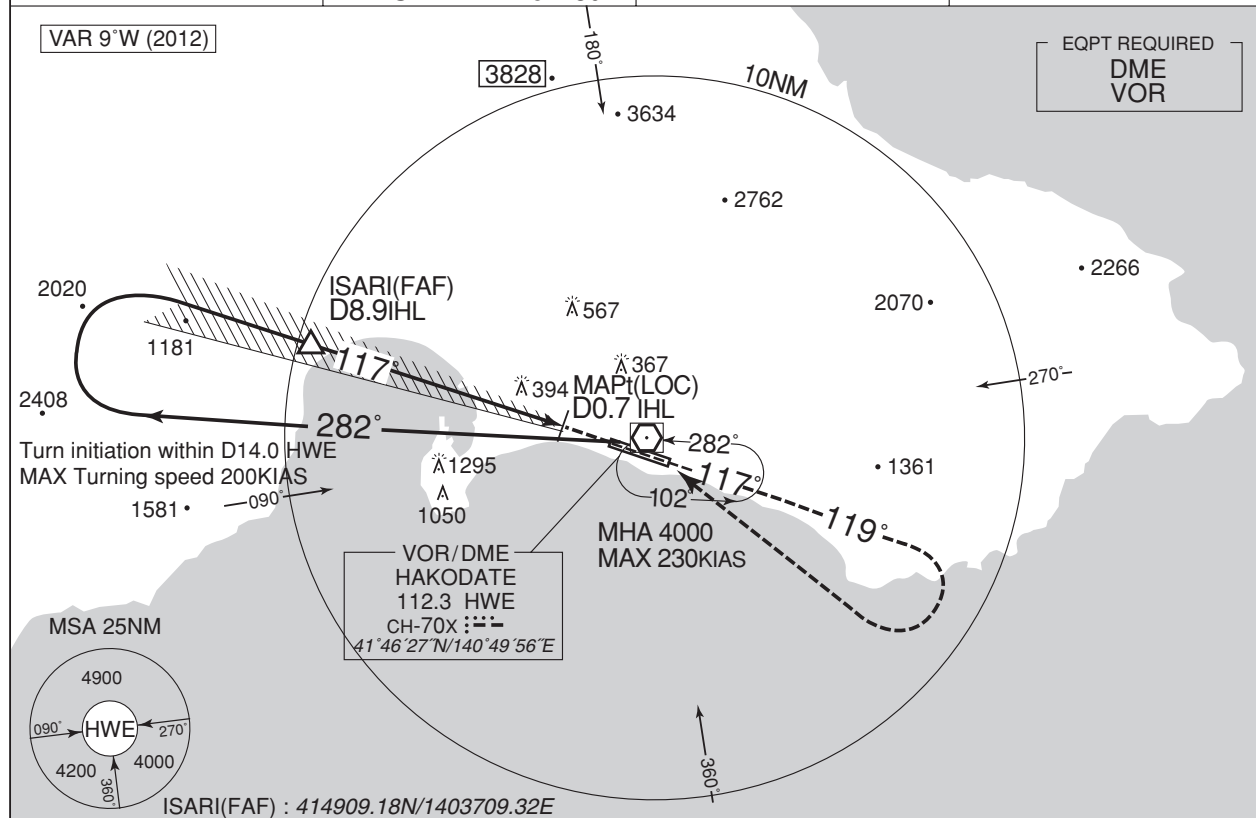 VAR 9°W (2012)
EQPT REQUIRED
DME
VOR
180°
3828
10NM
3634
2762
2266
2070
2020
ISARI(FAF)
D8.9IHL
567
1181
117°
367
270°
394
MAPt(LOC)
D0.7 IHL
2408
282°
282°
Turn initiation within D14.0 HWE
MAX Turning speed 200KIAS
1295
117°
1361
1581
090°
1050
102°
119°
MHA 4000
MAX 230KIAS
VOR/DME
HAKODATE
112.3 HWE
CH-70X
41°46′27″N/140°49′56″E
MSA 25NM
4900
090°
HWE
270°
4200
4000
360°
360°
ISARI(FAF) : 414909.18N/1403709.32E